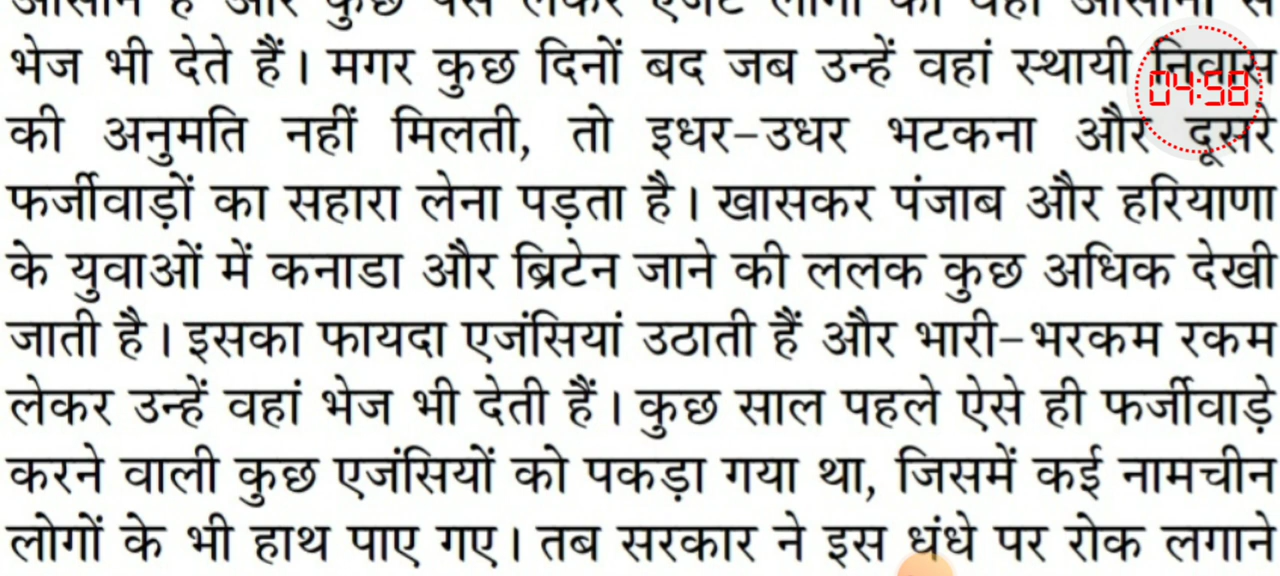 भेज भी देते हैं। मगर कुछ दिनों बद जब उन्हें वहां स्थायी निवास
04:58
की अनुमति नहीं मिलती, तो इधर-उधर भटकना और दूसरे
फर्जीवाड़ों का सहारा लेना पड़ता है। खासकर पंजाब और हरियाणा
के युवाओं में कनाडा और ब्रिटेन जाने की ललक कुछ अधिक देखी
जाती है। इसका फायदा एजंसियां उठाती हैं और भारी-भरकम रकम
लेकर उन्हें वहां भेज भी देती हैं। कुछ साल पहले ऐसे ही फर्जीवाड़े
करने वाली कुछ एजंसियों को पकड़ा गया था, जिसमें कई नामचीन
लोगों के भी हाथ पाए गए। तब सरकार ने इस धंधे पर रोक लगाने